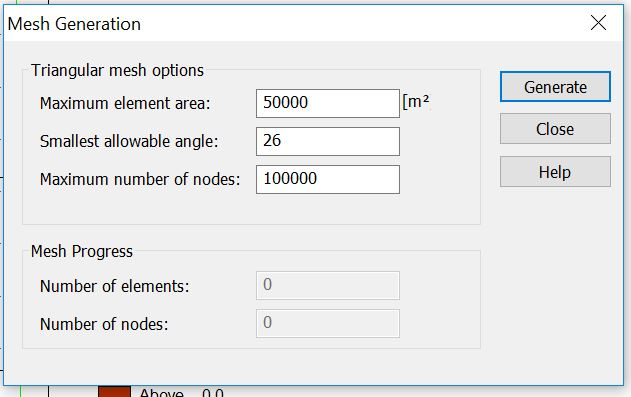 Mesh Generation
Triangular mesh options
Maximum element area: 50000 [m²
Generate
Smallest allowable angle: 26
Close
Maximum number of nodes: 100000
Help
Mesh Progress
Number of elements: 0
Number of nodes: 0
Above 0.0